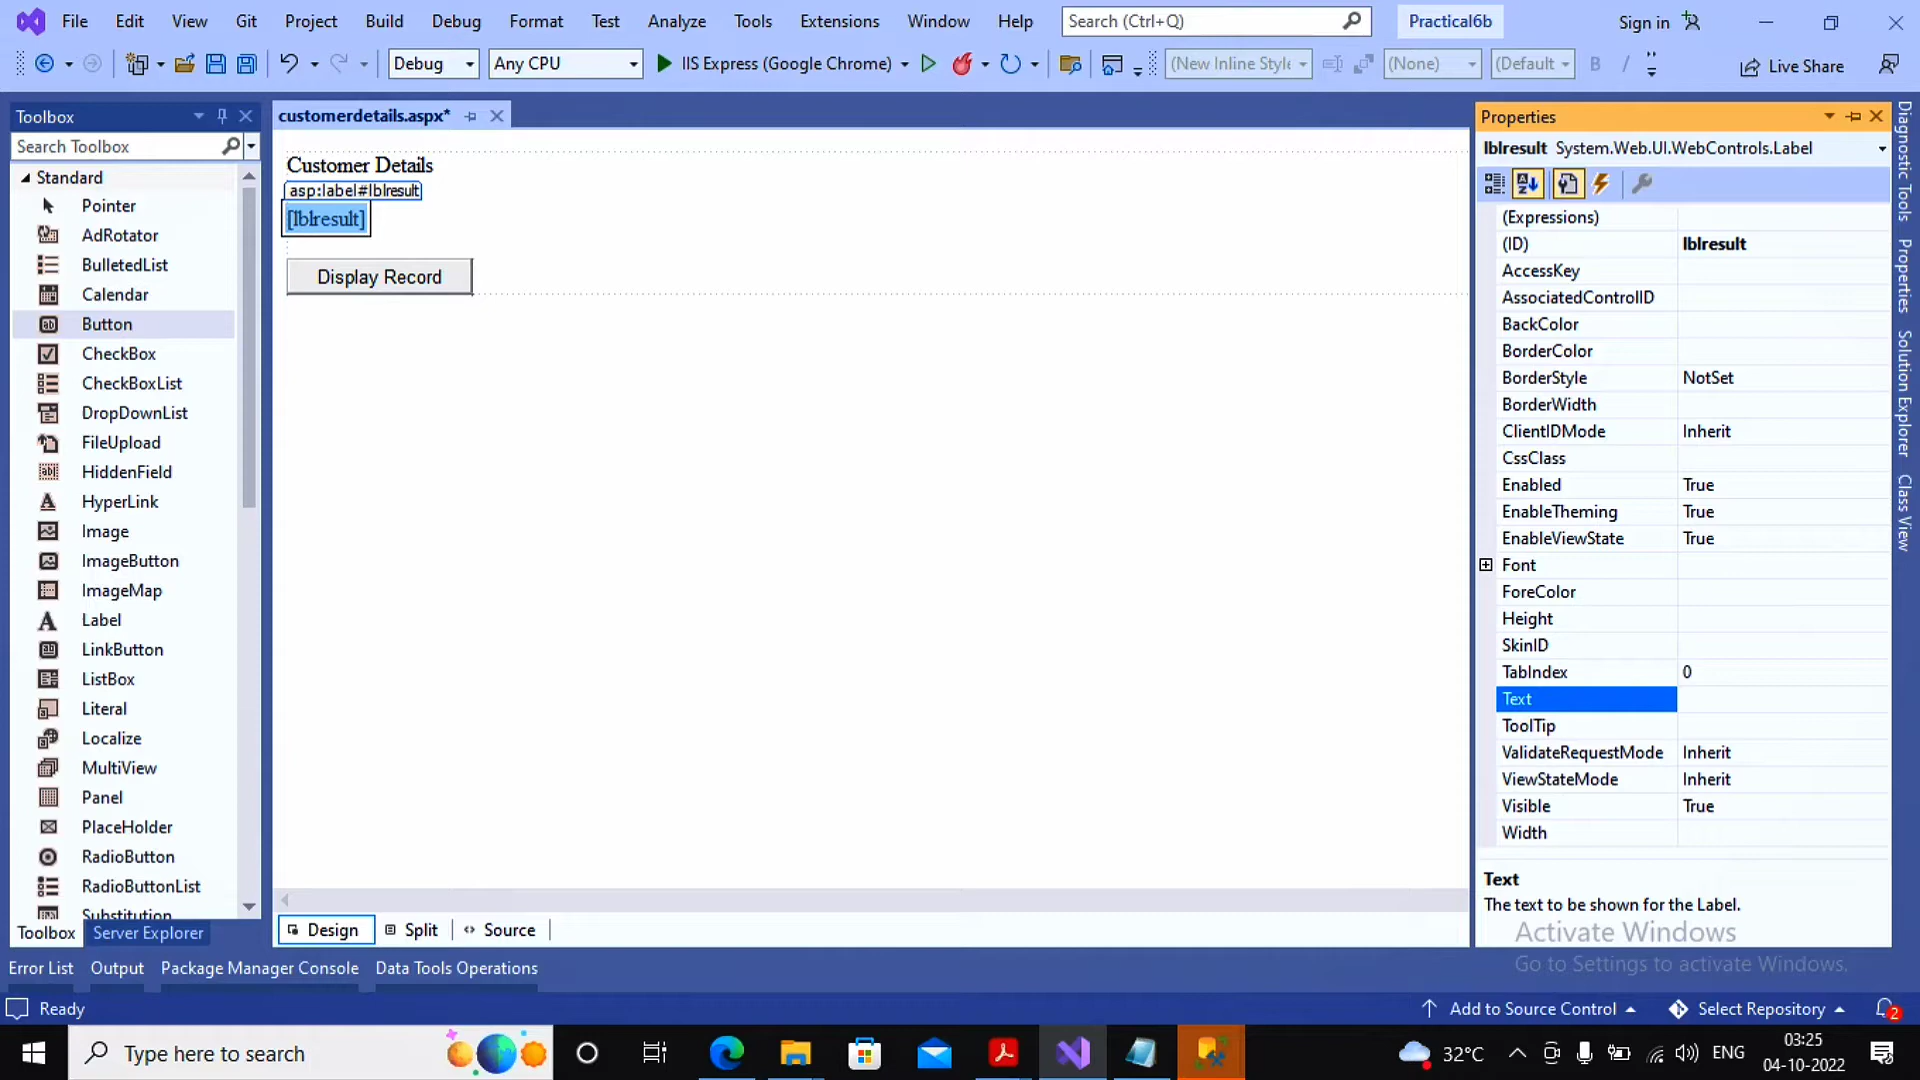 File Edit View Git Project Build Debug Format Test Analyze Tools Extensions Window Help Search (Ctrl+Q) Practical6b Sign in
Debug Any CPU IIS Express (Google Chrome) (New Inline Style (None) (Default B I Live Share
Toolbox
Search Toolbox
Standard
Pointer
AdRotator
BulletedList
Calendar
Button
CheckBox
CheckBoxList
DropDownList
FileUpload
HiddenField
HyperLink
Image
ImageButton
ImageMap
Label
LinkButton
ListBox
Literal
Localize
MultiView
Panel
PlaceHolder
RadioButton
RadioButtonList
Substitution
Toolbox Server Explorer
customerdetails.aspx*
Customer Details
asp:label#lblresult
[lblresult]
Display Record
Design Split Source
Properties
lblresult System.Web.UI.WebControls.Label
(Expressions)
(ID) lblresult
AccessKey
AssociatedControlID
BackColor
BorderColor
BorderStyle NotSet
BorderWidth
ClientIDMode Inherit
CssClass
Enabled True
EnableTheming True
EnableViewState True
Font
ForeColor
Height
SkinID
TabIndex 0
Text
ToolTip
ValidateRequestMode Inherit
ViewStateMode Inherit
Visible True
Width
Text
The text to be shown for the Label.
Activate Windows
Go to Settings to activate Windows.
Diagnostic Tools
Properties
Solution Explorer
Class View
Error List Output Package Manager Console Data Tools Operations
Ready Add to Source Control Select Repository 2
Type here to search 32°C ENG 03:25
04-10-2022